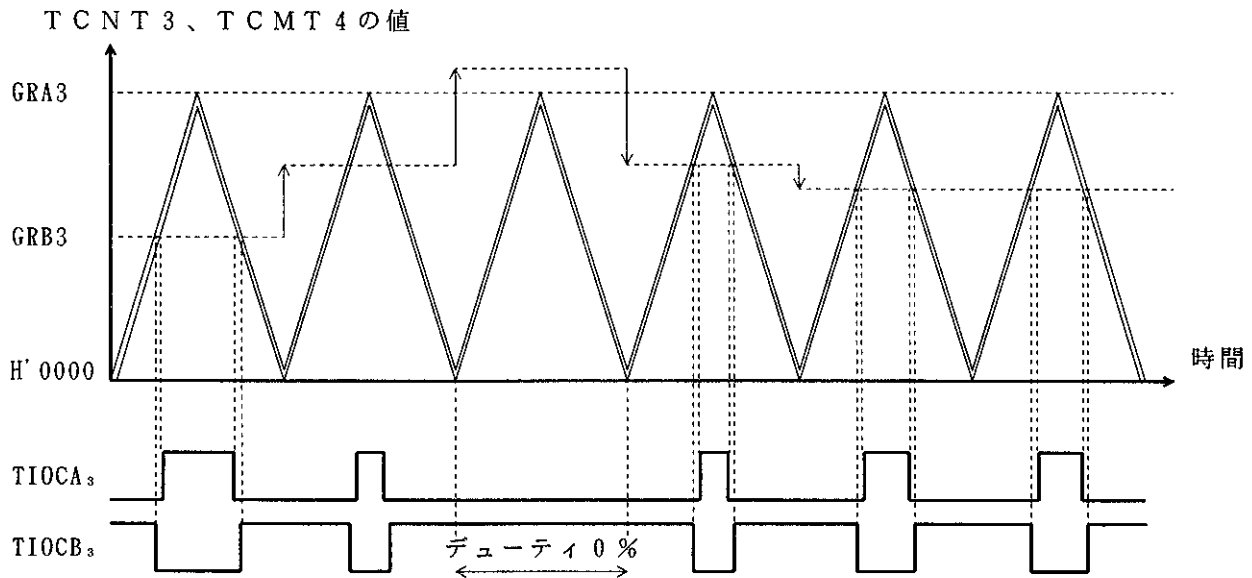 TCNT3、TCMT4の値
GRA3
GRB3
H'0000
時間
TIOCA₃
TIOCB₃
デューティ0%